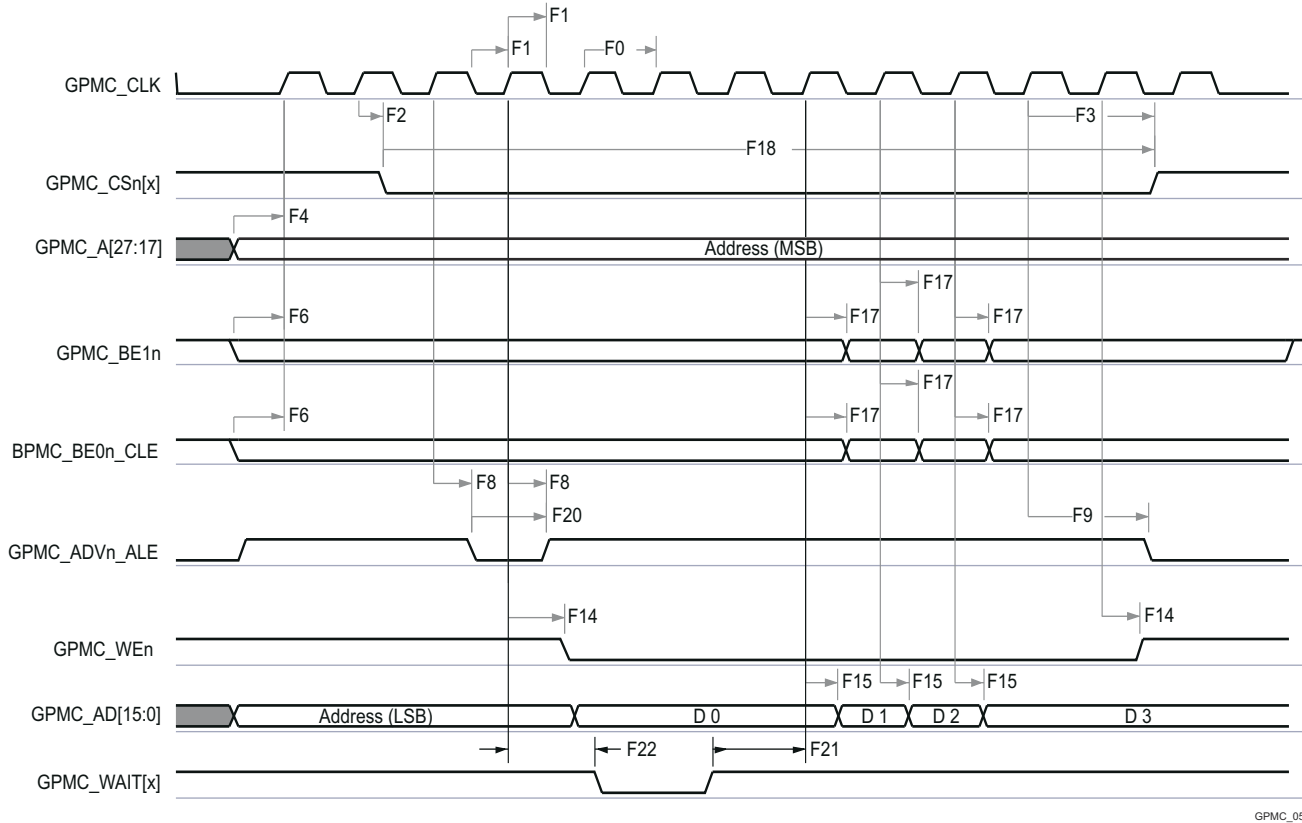 F1
F1 F0
GPMC_CLK
F2 F3
F18
GPMC_CSn[x]
F4
GPMC_A[27:17] Address (MSB)
F17
F6 F17 F17
GPMC_BE1n
F17
F6 F17 F17
BPMC_BE0n_CLE
F8 F8
F20 F9
GPMC_ADVn_ALE
F14 F14
GPMC_WEn
F15 F15 F15
GPMC_AD[15:0] Address (LSB) D 0 D 1 D 2 D 3
F22 F21
GPMC_WAIT[x]
GPMC_05